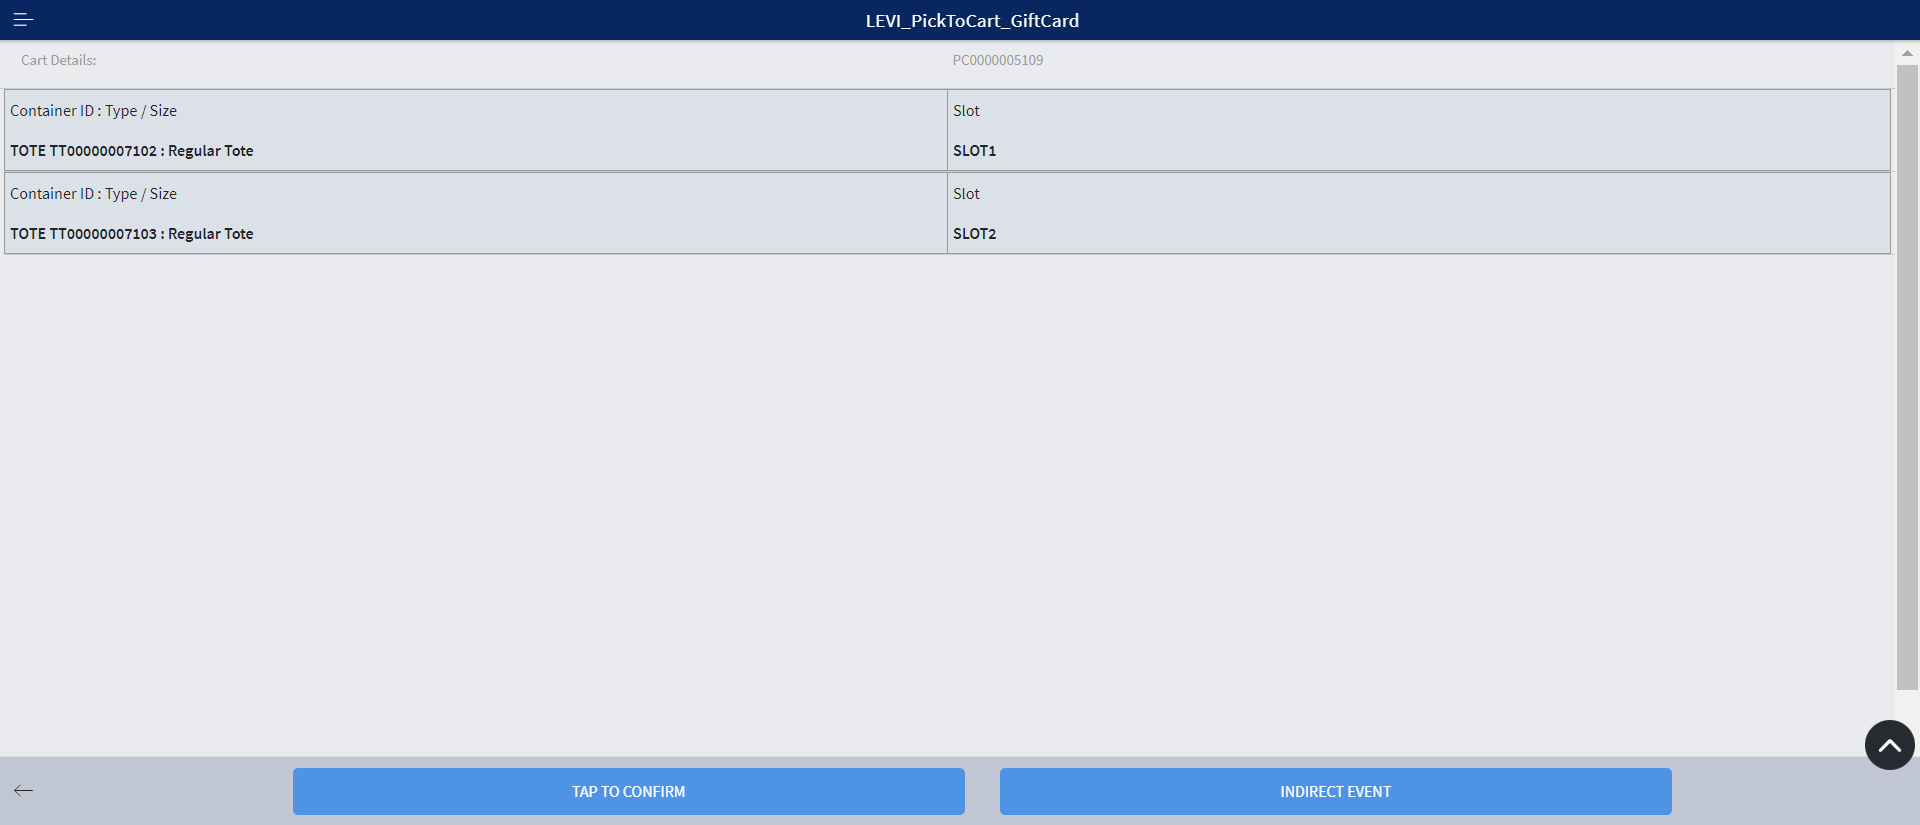 LEVI_PickToCart_GiftCard
Cart Details: PC0000005109
Container ID : Type / Size Slot
TOTE TT00000007102 : Regular Tote SLOT1
Container ID : Type / Size Slot
TOTE TT00000007103 : Regular Tote SLOT2
TAP TO CONFIRM INDIRECT EVENT